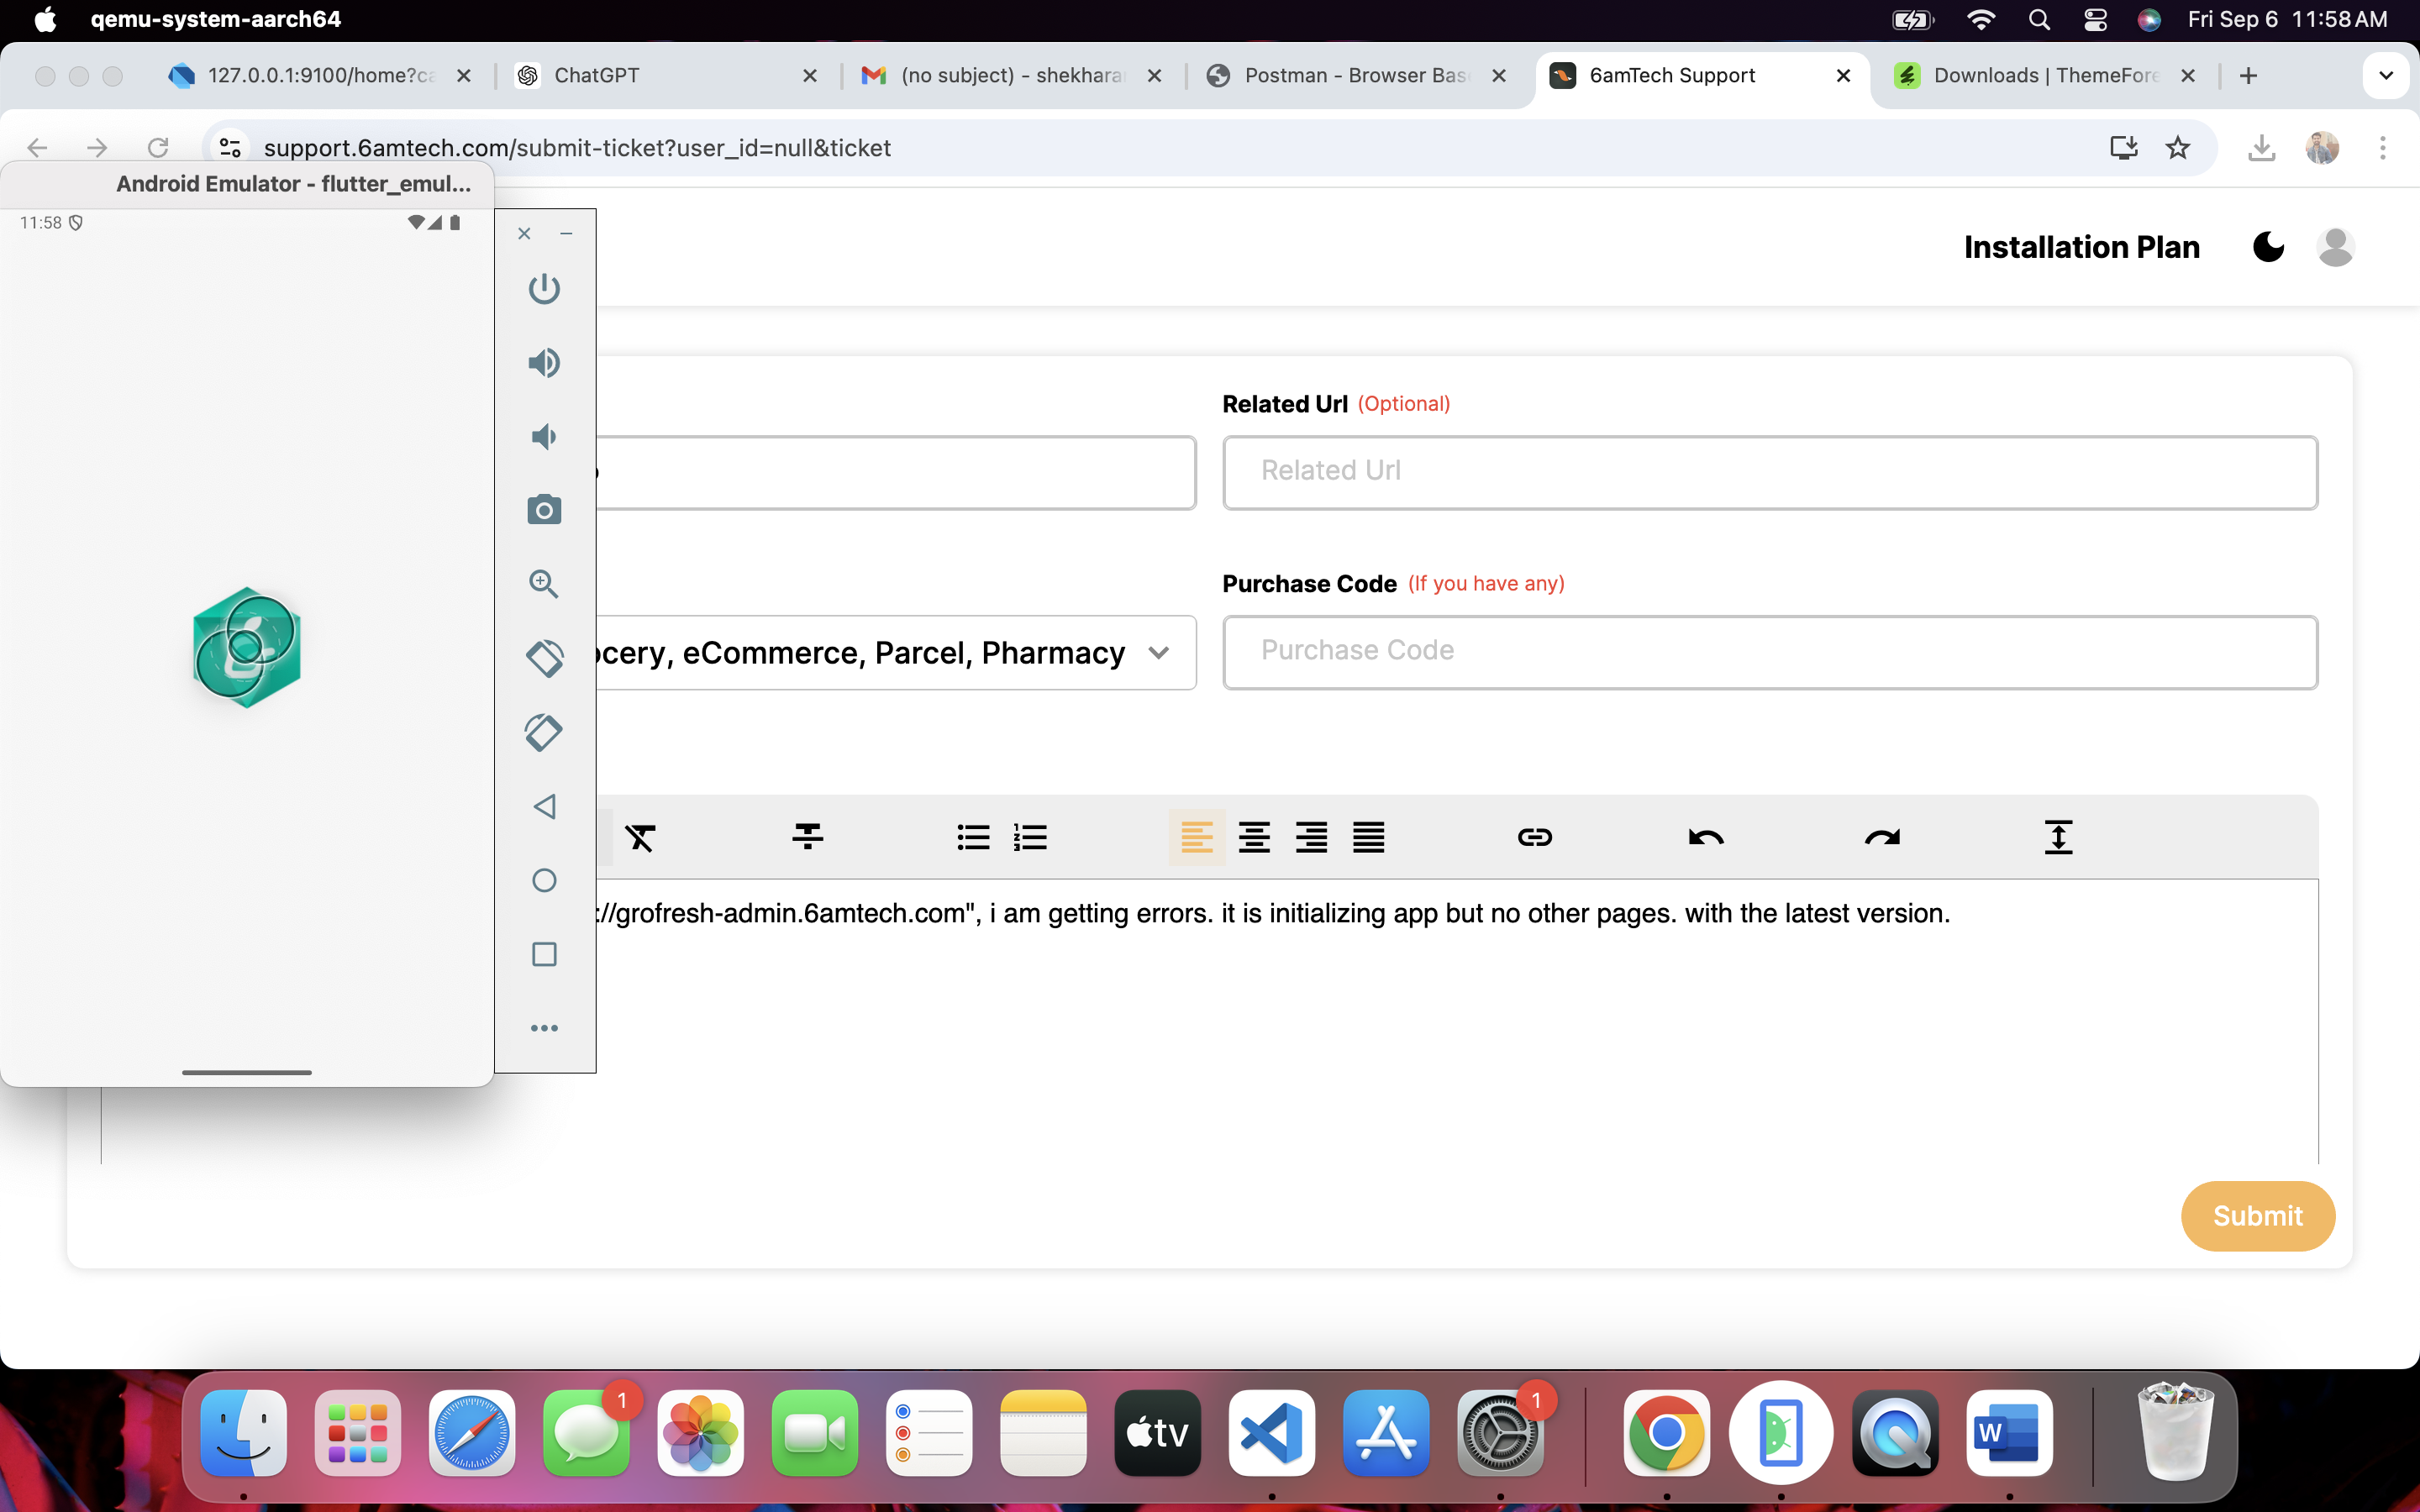 qemu-system-aarch64
Fri Sep 6 11:58 AM
127.0.0.1:9100/home?ca
ChatGPT
(no subject) - shekhara
Postman - Browser Bas
6amTech Support
Downloads | ThemeFore
support.6amtech.com/submit-ticket?user_id=null&ticket
Android Emulator - flutter_emul...
11:58
Installation Plan
Related Url (Optional)
Related Url
Purchase Code (If you have any)
ocery, eCommerce, Parcel, Pharmacy
Purchase Code
://grofresh-admin.6amtech.com", i am getting errors. it is initializing app but no other pages. with the latest version.
Submit
1
tv
1
W